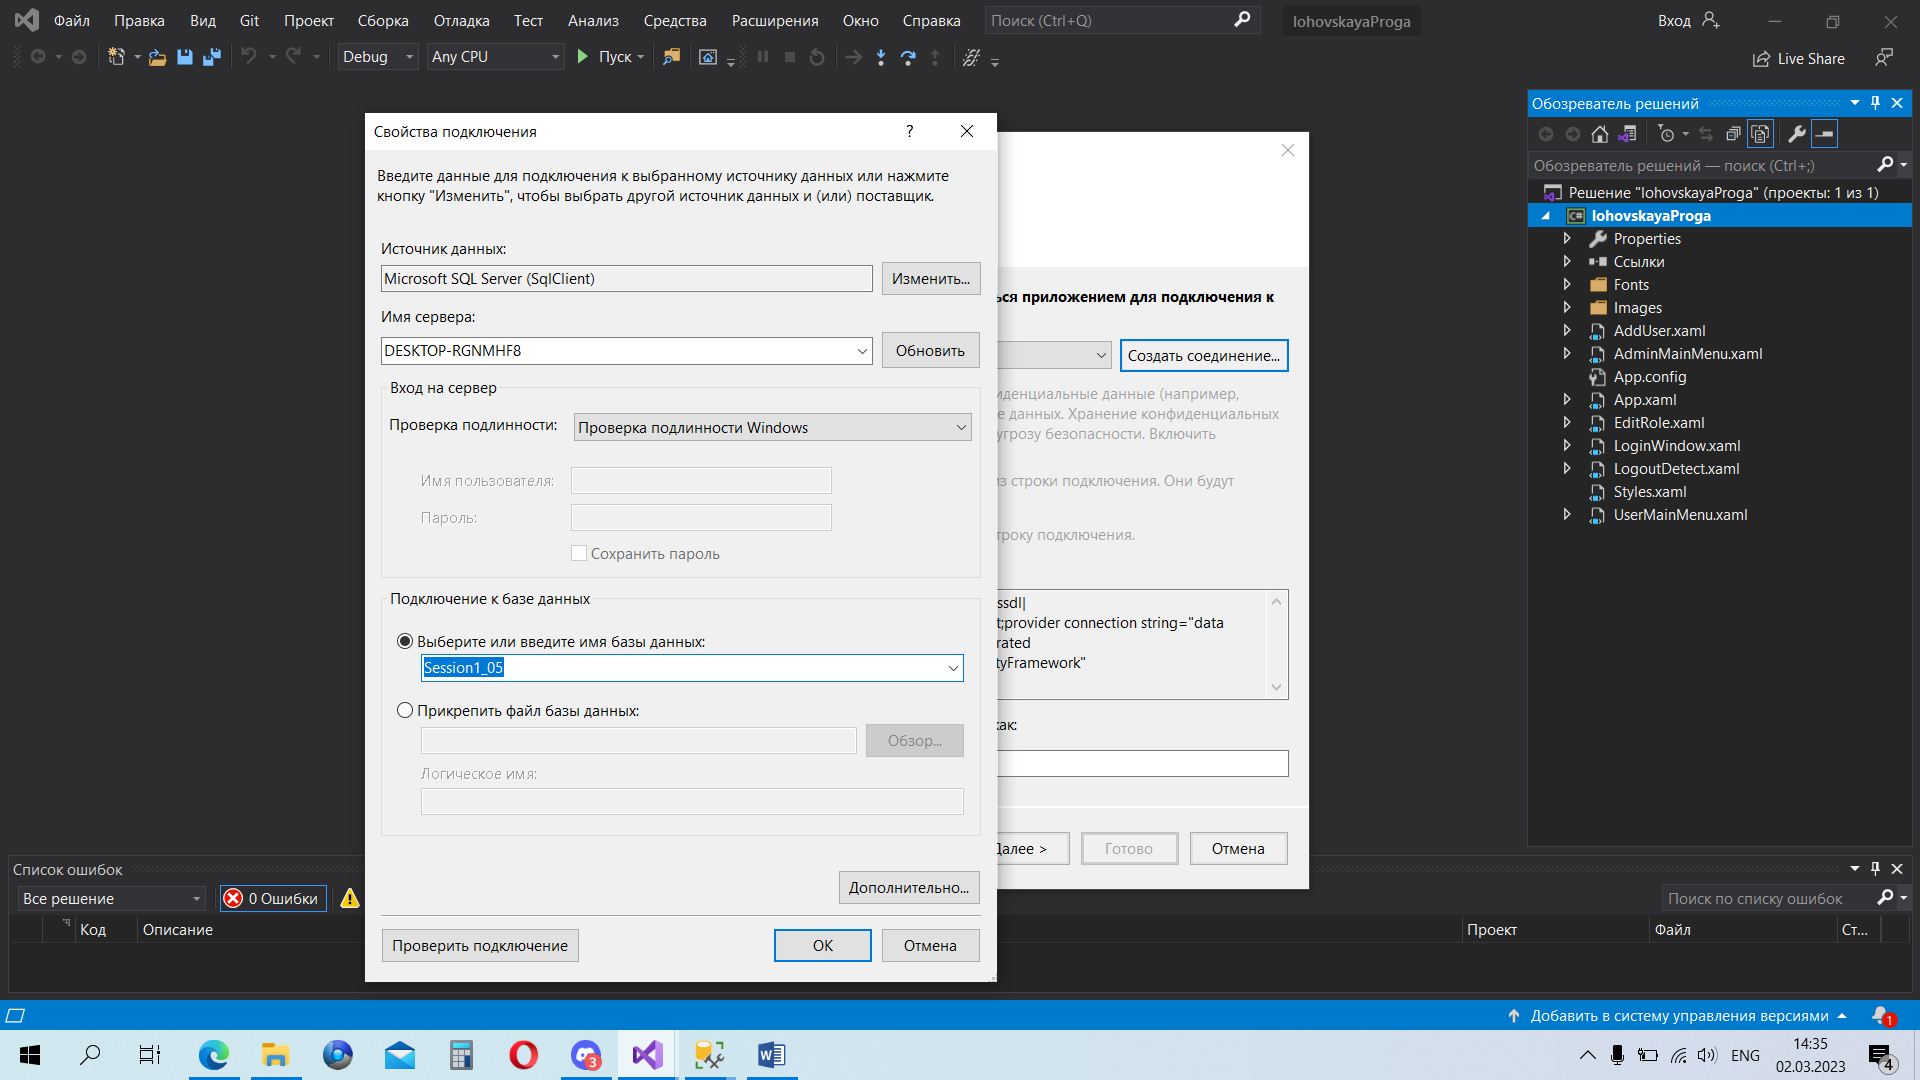 Файл Правка Вид Git Проект Сборка Отладка Тест Анализ Средства Расширения Окно Справка Поиск (Ctrl+Q) lohovskayaProga Вход
Debug Any CPU Пуск Live Share
Свойства подключения ?
Введите данные для подключения к выбранному источнику данных или нажмите
кнопку "Изменить", чтобы выбрать другой источник данных и (или) поставщик.
Источник данных:
Microsoft SQL Server (SqlClient) Изменить...
Имя сервера:
DESKTOP-RGNMHF8 Обновить
Вход на сервер
Проверка подлинности: Проверка подлинности Windows
Имя пользователя:
Пароль:
Сохранить пароль
Подключение к базе данных
Выберите или введите имя базы данных:
Session1_05
Прикрепить файл базы данных:
Обзор...
Логическое имя:
Дополнительно...
Проверить подключение ОК Отмена
ься приложением для подключения к
Создать соединение...
иденциальные данные (например,
е данных. Хранение конфиденциальных
угрозу безопасности. Включить
из строки подключения. Они будут
троку подключения.
ssdl|
t;provider connection string="data
rated
tyFramework"
как:
Далее > Готово Отмена
Обозреватель решений
Обозреватель решений — поиск (Ctrl+;)
Решение "lohovskayaProga" (проекты: 1 из 1)
C# lohovskayaProga
Properties
Ссылки
Fonts
Images
AddUser.xaml
AdminMainMenu.xaml
App.config
App.xaml
EditRole.xaml
LoginWindow.xaml
LogoutDetect.xaml
Styles.xaml
UserMainMenu.xaml
Список ошибок
Все решение 0 Ошибки Поиск по списку ошибок
Код Описание Проект Файл Ст...
Добавить в систему управления версиями 1
3 W ENG 14:35
02.03.2023 4